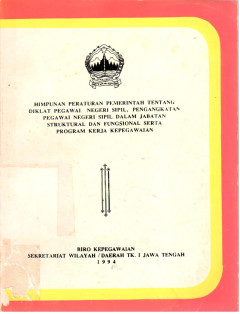 HIMPUNAN PERATURAN PEMERINTAH TENTANG
DIKLAT PEGAWAI NEGERI SIPIL, PENGANGKATAN
PEGAWAI NEGERI SIPIL DALAM JABATAN
STRUKTURAL DAN FUNGSIONAL SERTA
PROGRAM KERJA KEPEGAWAIAN
BIRO KEPEGAWAIAN
SEKRETARIAT WILAYAH / DAERAH TK. I JAWA TENGAH
1994